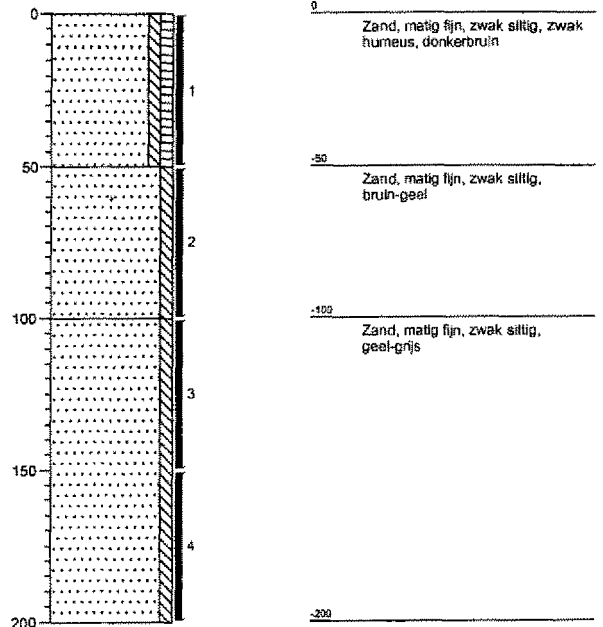 0
1
50
2
100
3
150
4
200
0
Zand, matig fijn, zwak siltig, zwak
humeus, donkerbruin
-50
Zand, matig fijn, zwak siltig,
bruin-geel
-100
Zand, matig fijn, zwak siltig,
geel-grijs
-200